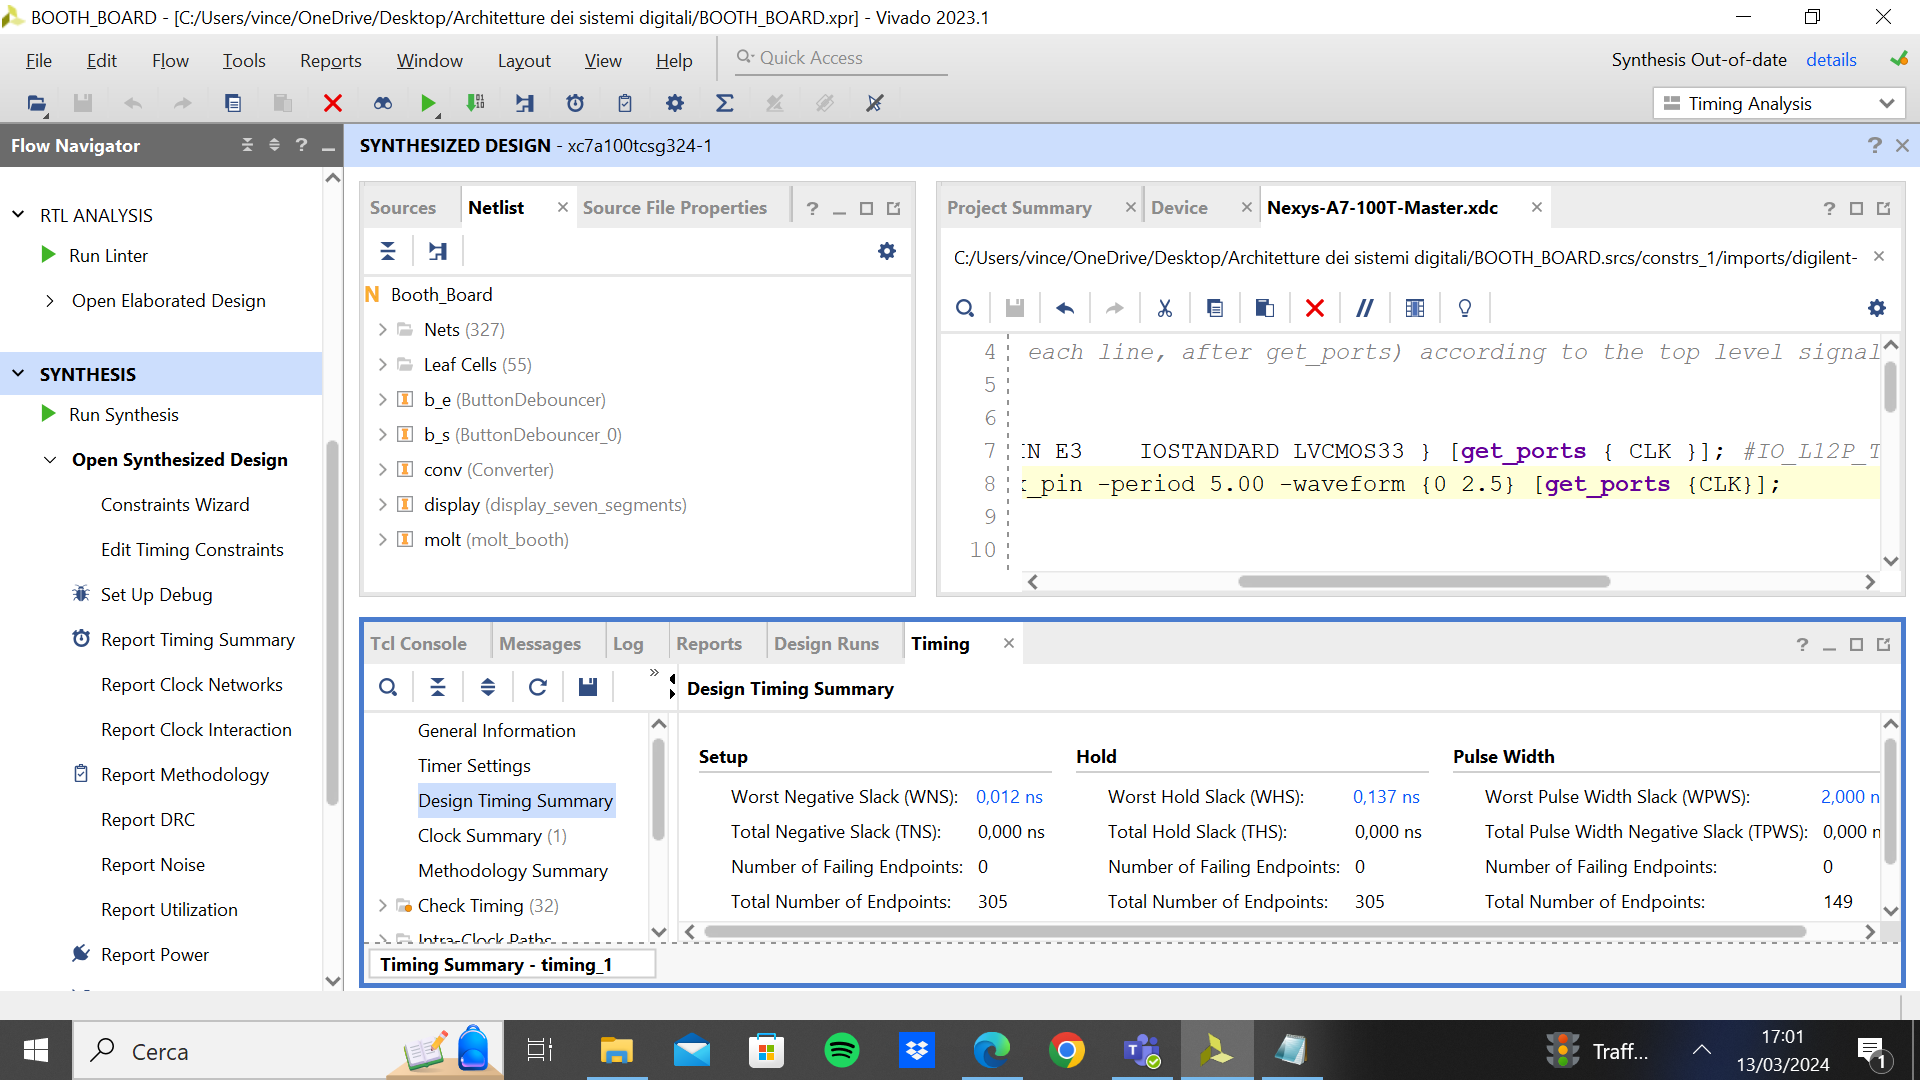 BOOTH_BOARD - [C:/Users/vince/OneDrive/Desktop/Architetture dei sistemi digitali/BOOTH_BOARD.xpr] - Vivado 2023.1
File Edit Flow Tools Reports Window Layout View Help Quick Access
Synthesis Out-of-date details
Timing Analysis
Flow Navigator
SYNTHESIZED DESIGN - xc7a100tcsg324-1
RTL ANALYSIS
Run Linter
Open Elaborated Design
SYNTHESIS
Run Synthesis
Open Synthesized Design
Constraints Wizard
Edit Timing Constraints
Set Up Debug
Report Timing Summary
Report Clock Networks
Report Clock Interaction
Report Methodology
Report DRC
Report Noise
Report Utilization
Report Power
Sources Netlist Source File Properties
Booth_Board
Nets (327)
Leaf Cells (55)
b_e (ButtonDebouncer)
b_s (ButtonDebouncer_0)
conv (Converter)
display (display_seven_segments)
molt (molt_booth)
Project Summary Device Nexys-A7-100T-Master.xdc
C:/Users/vince/OneDrive/Desktop/Architetture dei sistemi digitali/BOOTH_BOARD.srcs/constrs_1/imports/digilent-
4 each line, after get_ports) according to the top level signal
5
6
7 IN E3 IOSTANDARD LVCMOS33 } [get_ports { CLK }]; #IO_L12P_T
8 _pin -period 5.00 -waveform {0 2.5} [get_ports {CLK}];
9
10
Tcl Console Messages Log Reports Design Runs Timing
Design Timing Summary
General Information
Timer Settings
Design Timing Summary
Clock Summary (1)
Methodology Summary
Check Timing (32)
Intra-Clock Paths
Setup
Worst Negative Slack (WNS): 0,012 ns
Total Negative Slack (TNS): 0,000 ns
Number of Failing Endpoints: 0
Total Number of Endpoints: 305
Hold
Worst Hold Slack (WHS): 0,137 ns
Total Hold Slack (THS): 0,000 ns
Number of Failing Endpoints: 0
Total Number of Endpoints: 305
Pulse Width
Worst Pulse Width Slack (WPWS): 2,000 n
Total Pulse Width Negative Slack (TPWS): 0,000 n
Number of Failing Endpoints: 0
Total Number of Endpoints: 149
Timing Summary - timing_1
Cerca
Traff...
17:01
13/03/2024
1